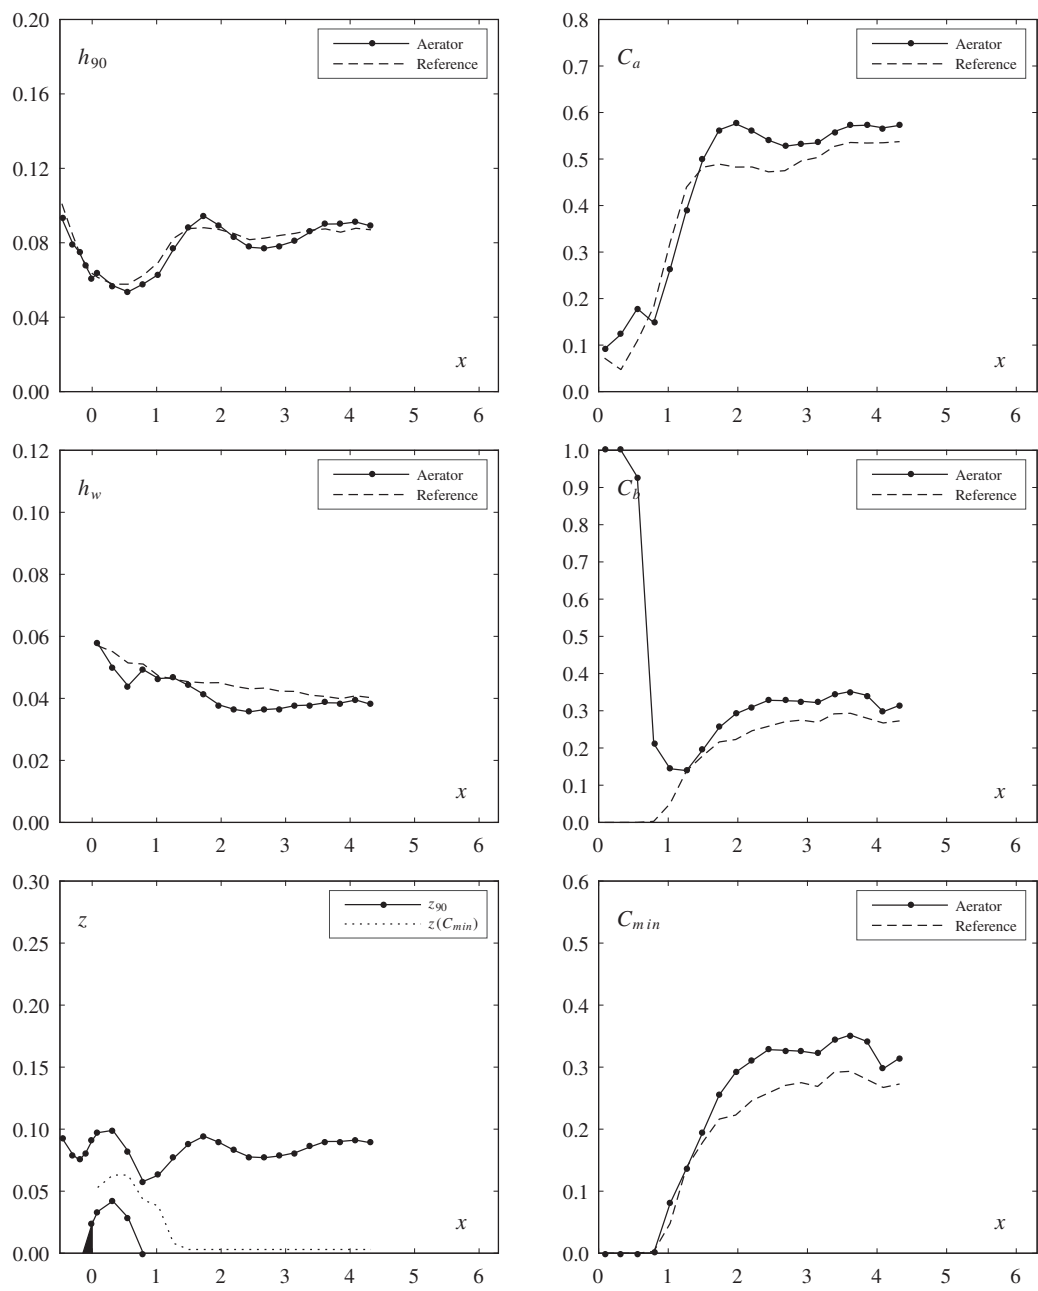 0.20
0.16
0.12
0.08
0.04
0.00
h90
Aerator
Reference
x
0 1 2 3 4 5 6
0.8
0.7
0.6
0.5
0.4
0.3
0.2
0.1
0.0
Ca
Aerator
Reference
x
0 1 2 3 4 5 6
0.12
0.10
0.08
0.06
0.04
0.02
0.00
hw
Aerator
Reference
x
0 1 2 3 4 5 6
1.0
0.9
0.8
0.7
0.6
0.5
0.4
0.3
0.2
0.1
0.0
Cb
Aerator
Reference
x
0 1 2 3 4 5 6
0.30
0.25
0.20
0.15
0.10
0.05
0.00
z
z90
z(Cmin)
x
0 1 2 3 4 5 6
0.6
0.5
0.4
0.3
0.2
0.1
0.0
Cmin
Aerator
Reference
x
0 1 2 3 4 5 6